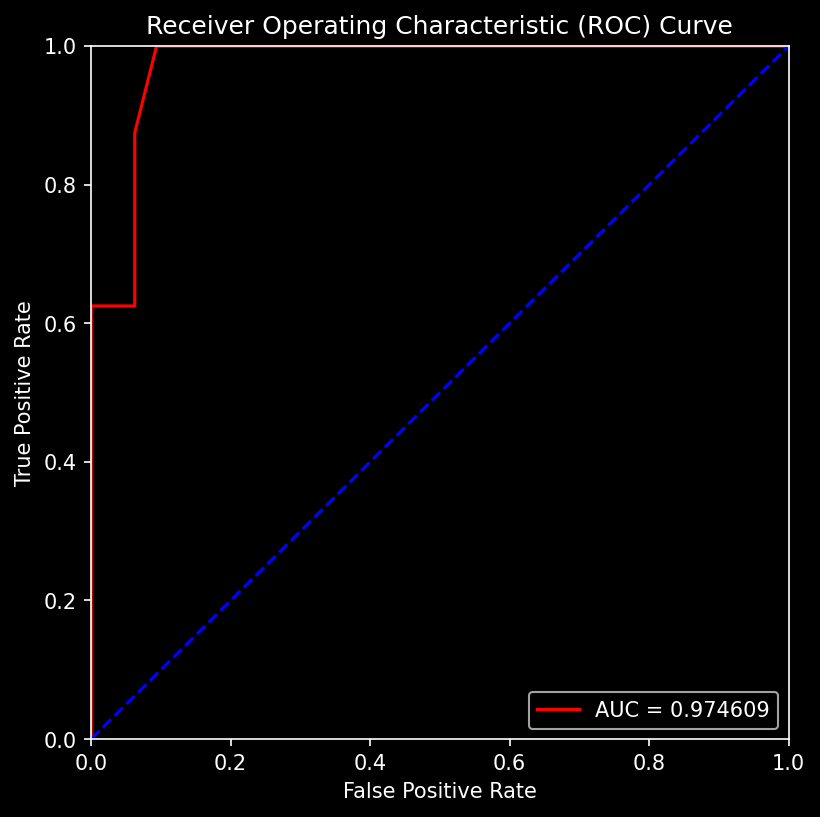 Receiver Operating Characteristic (ROC) Curve
1.0
0.8
0.6
0.4
0.2
0.0
True Positive Rate
AUC = 0.974609
0.0 0.2 0.4 0.6 0.8 1.0
False Positive Rate